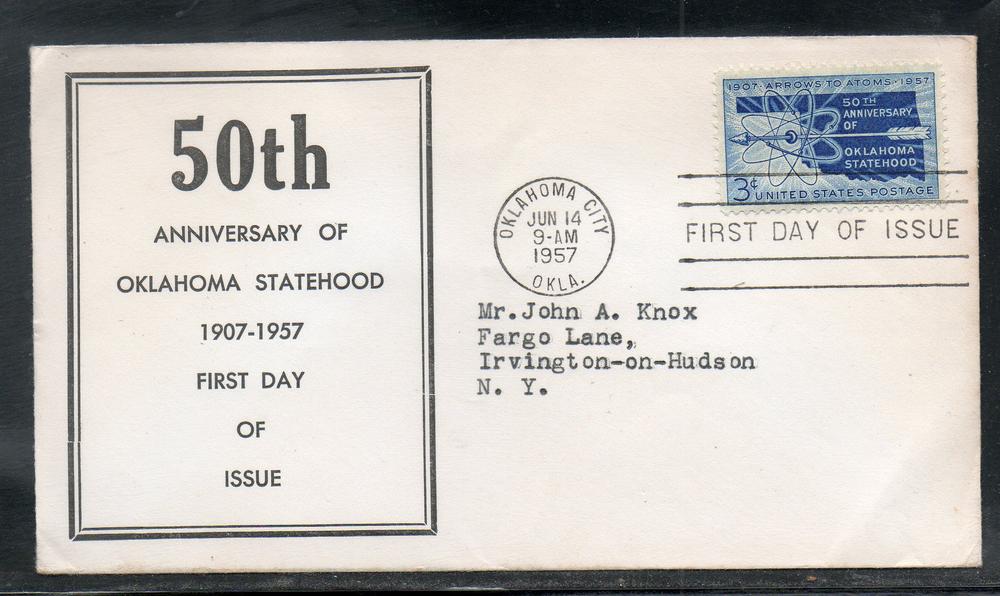 50th
ANNIVERSARY OF
OKLAHOMA STATEHOOD
1907-1957
FIRST DAY
OF
ISSUE
1907·ARROWS TO ATOMS·1957
50TH
ANNIVERSARY
OF
OKLAHOMA
STATEHOOD
3¢ UNITED STATES POSTAGE
OKLAHOMA CITY
JUN 14
9-AM
1957
OKLA.
FIRST DAY OF ISSUE
Mr.John A. Knox
Fargo Lane,
Irvington-on-Hudson
N. Y.